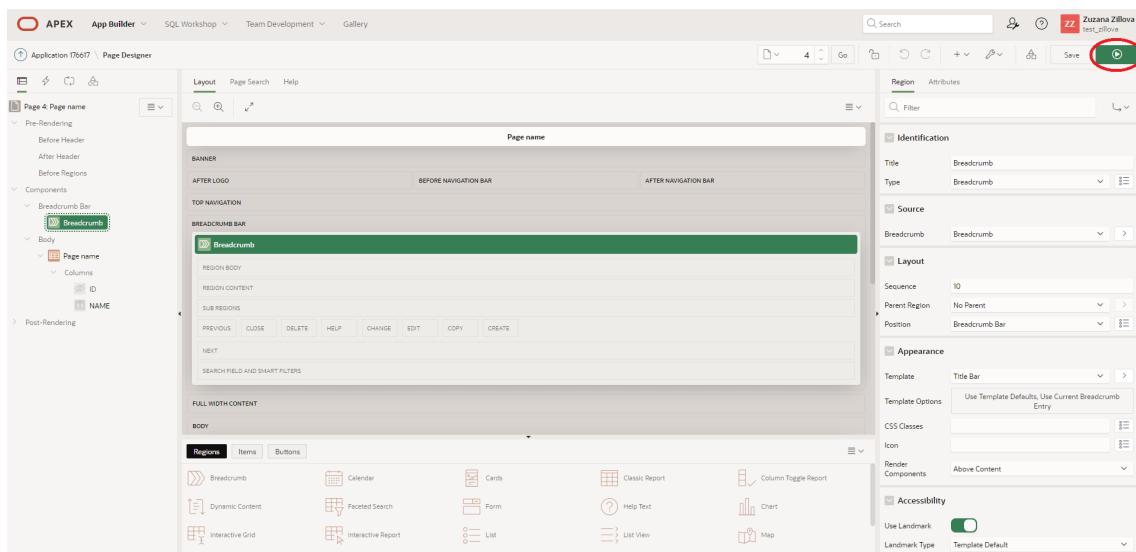 APEX App Builder SQL Workshop Team Development Gallery Search ZZ Zuzana Zillova
test_zillova
Application 176617 \ Page Designer 4 Go Save
Layout Page Search Help
Region Attributes
Page 4: Page name
Filter
Pre-Rendering
Before Header
After Header
Before Regions
Components
Breadcrumb Bar
Breadcrumb
Body
Page name
Columns
ID
NAME
Post-Rendering
Page name
BANNER
AFTER LOGO BEFORE NAVIGATION BAR AFTER NAVIGATION BAR
TOP NAVIGATION
BREADCRUMB BAR
Breadcrumb
REGION BODY
REGION CONTENT
SUB REGIONS
PREVIOUS CLOSE DELETE HELP CHANGE EDIT COPY CREATE
NEXT
SEARCH FIELD AND SMART FILTERS
FULL WIDTH CONTENT
BODY
Regions Items Buttons
Breadcrumb Calendar Cards Classic Report Column Toggle Report
Dynamic Content Faceted Search Form Help Text Chart
Interactive Grid Interactive Report List List View Map
Identification
Title Breadcrumb
Type Breadcrumb
Source
Breadcrumb Breadcrumb
Layout
Sequence 10
Parent Region No Parent
Position Breadcrumb Bar
Appearance
Template Title Bar
Template Options Use Template Defaults, Use Current Breadcrumb
Entry
CSS Classes
Icon
Render
Components Above Content
Accessibility
Use Landmark
Landmark Type Template Default